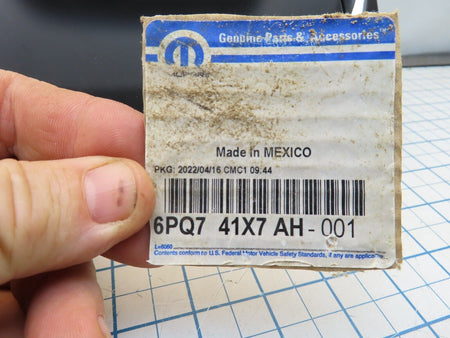 Genuine Parts & Accessories
Made in MEXICO
PKG: 2022/04/16 CMC1 09:44
6PQ7 41X7 AH - 001
L=6060
Contents conform to U.S. Federal Motor Vehicle Safety Standards, if any are applicable